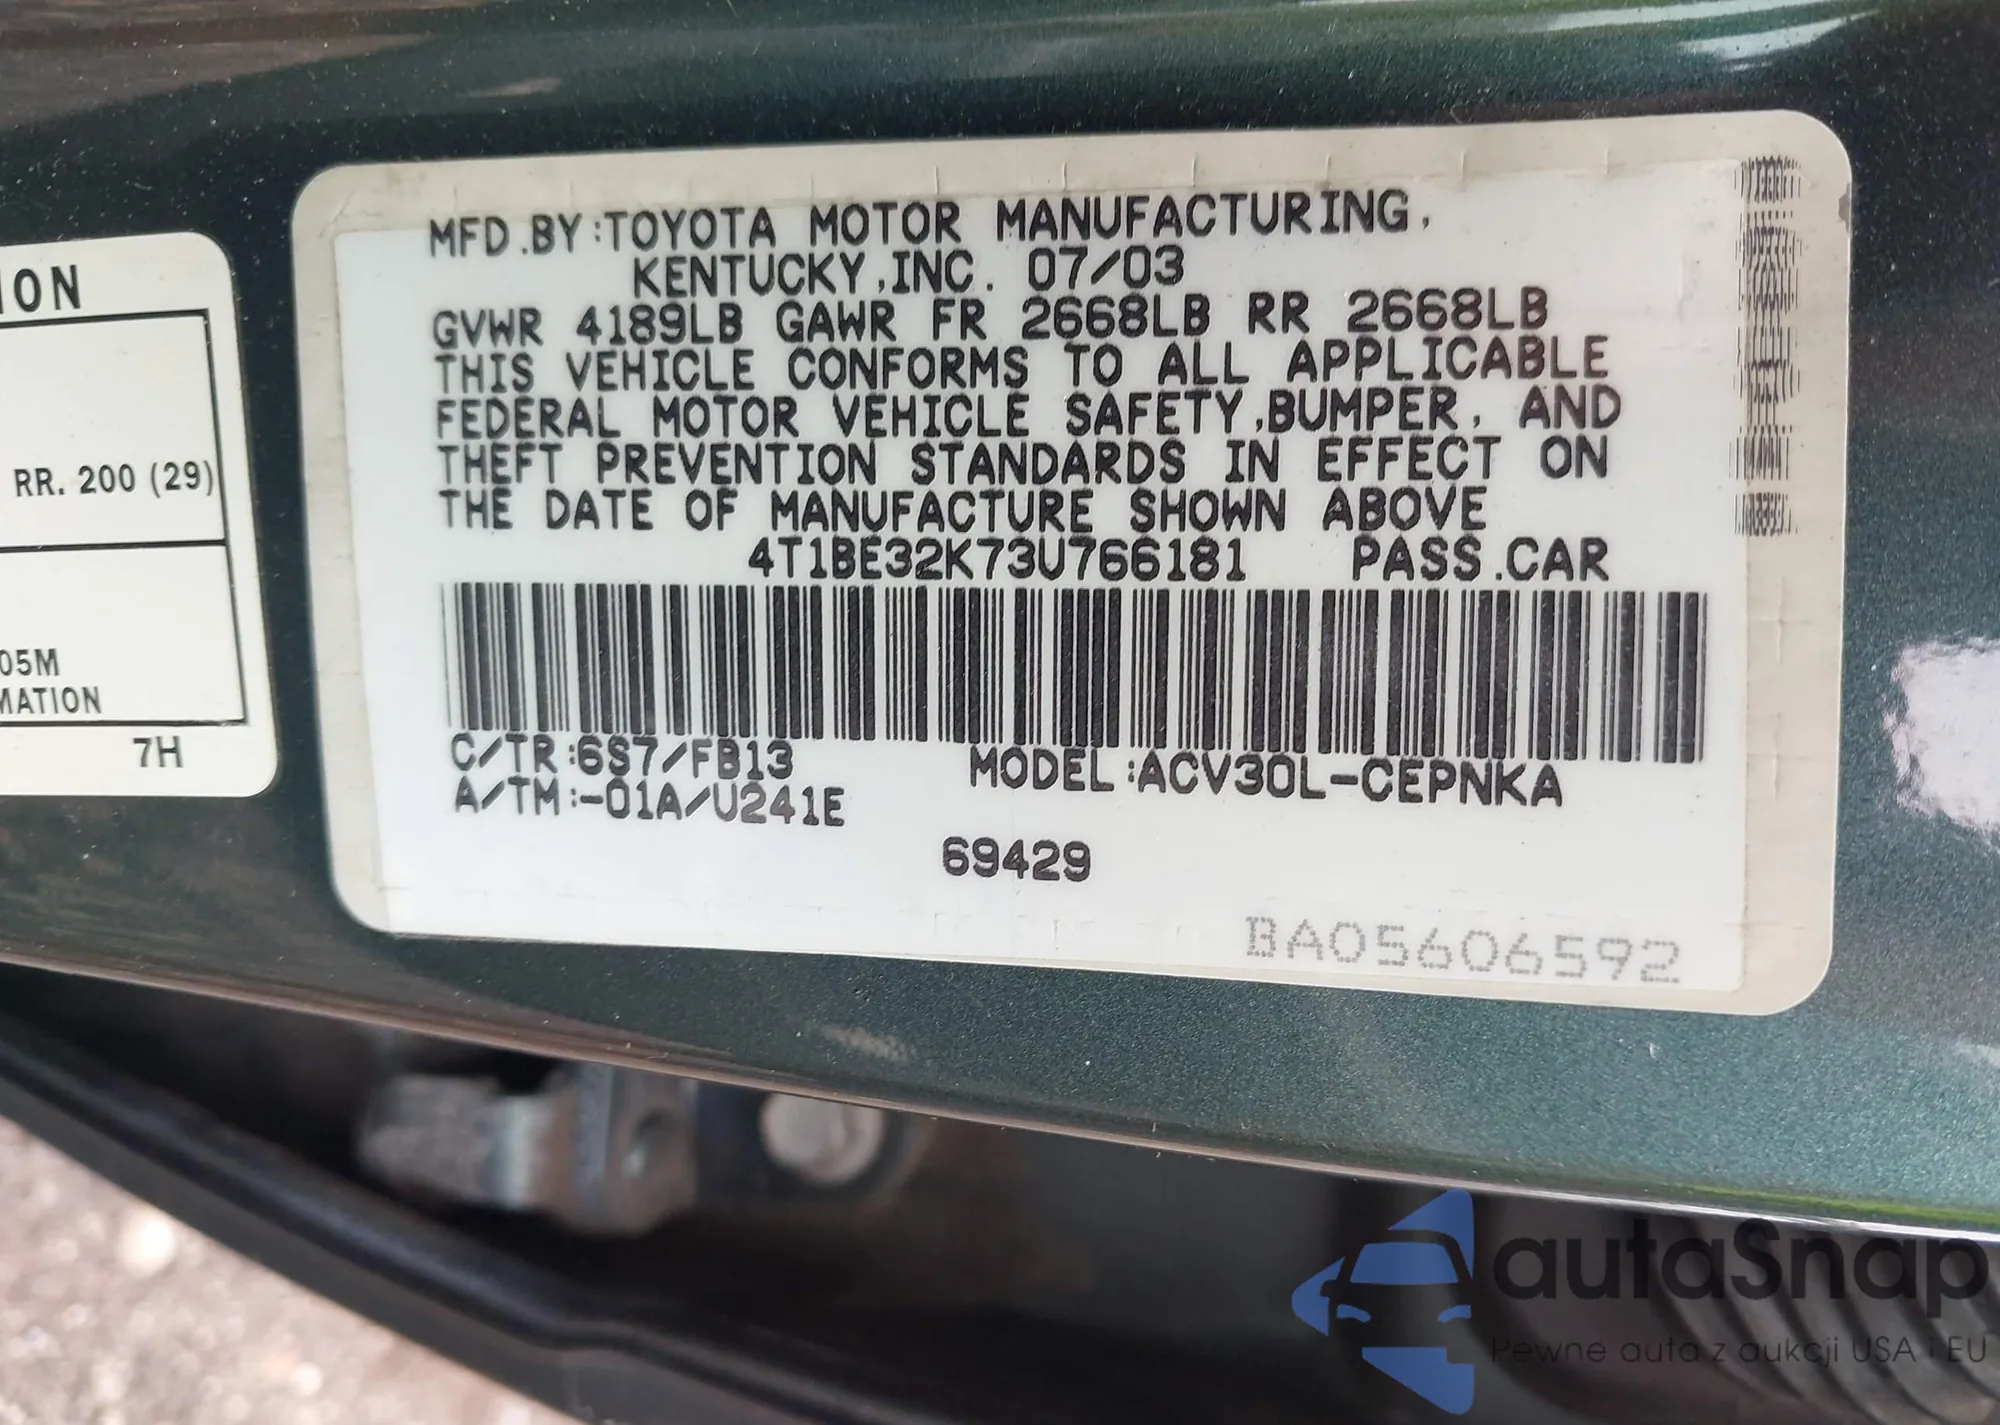 ION
RR. 200 (29)
05M
MATION
7H
MFD.BY:TOYOTA MOTOR MANUFACTURING,
KENTUCKY,INC. 07/03
GVWR 4189LB GAWR FR 2668LB RR 2668LB
THIS VEHICLE CONFORMS TO ALL APPLICABLE
FEDERAL MOTOR VEHICLE SAFETY,BUMPER, AND
THEFT PREVENTION STANDARDS IN EFFECT ON
THE DATE OF MANUFACTURE SHOWN ABOVE
4T1BE32K73U766181 PASS.CAR
C/TR:6S7/FB13 MODEL:ACV30L-CEPNKA
A/TM:-01A/U241E
69429
BA05606592
autaSnap
Pewne auta z aukcji USA i EU